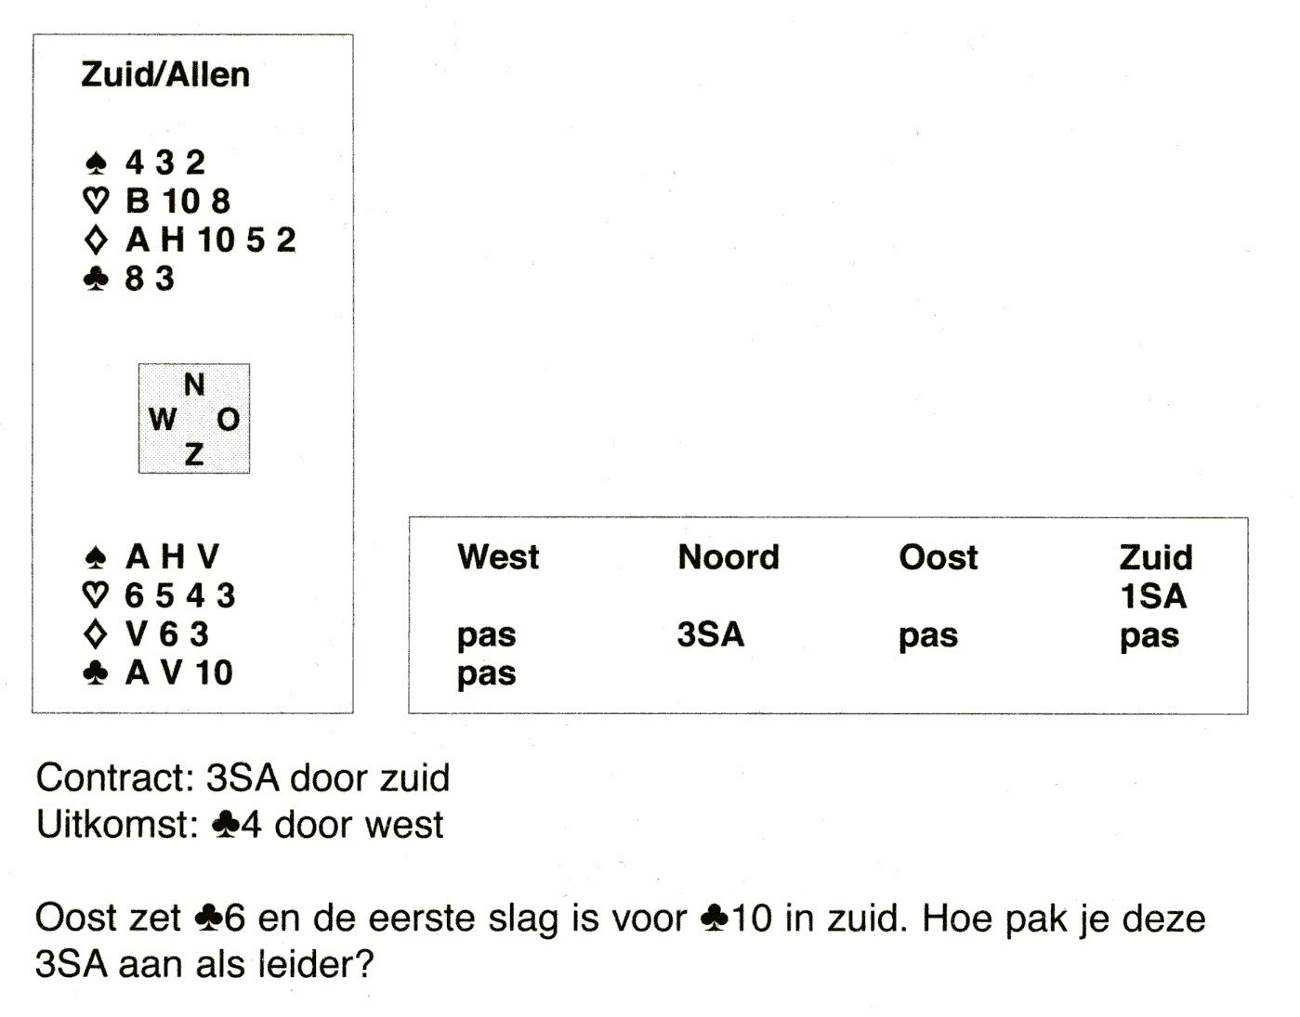 Zuid/Allen
♠ 4 3 2
♡ B 10 8
♢ A H 10 5 2
♣ 8 3
N
W O
Z
♠ A H V
♡ 6 5 4 3
♢ V 6 3
♣ A V 10
West Noord Oost Zuid
1SA
pas 3SA pas pas
pas
Contract: 3SA door zuid
Uitkomst: ♣4 door west
Oost zet ♣6 en de eerste slag is voor ♣10 in zuid. Hoe pak je deze
3SA aan als leider?